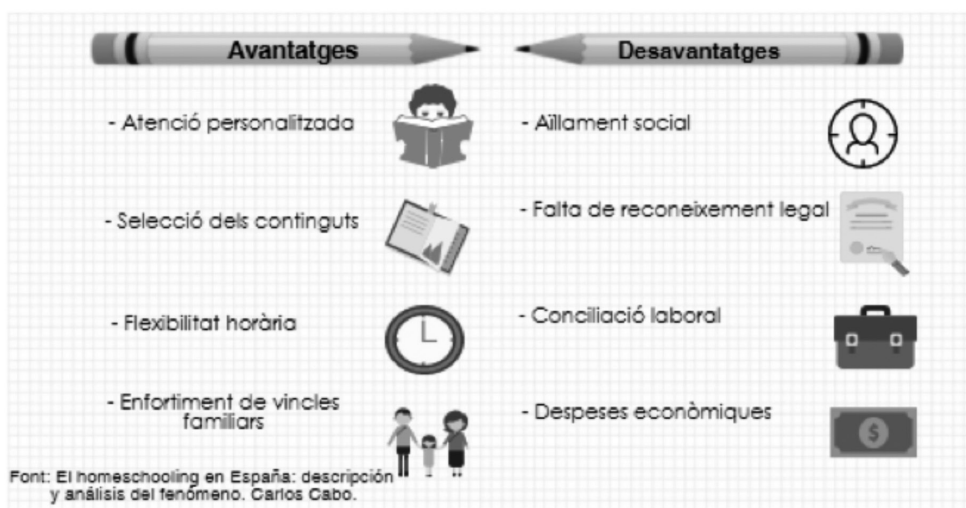 Avantatges
- Atenció personalitzada
- Selecció dels continguts
- Flexibilitat horària
- Enfortiment de vincles
familiars
Desavantatges
- Aïllament social
- Falta de reconeixement legal
- Conciliació laboral
- Despeses econòmiques
$
Font: El homeschooling en España: descripción
y análisis del fenómeno. Carlos Cabo.